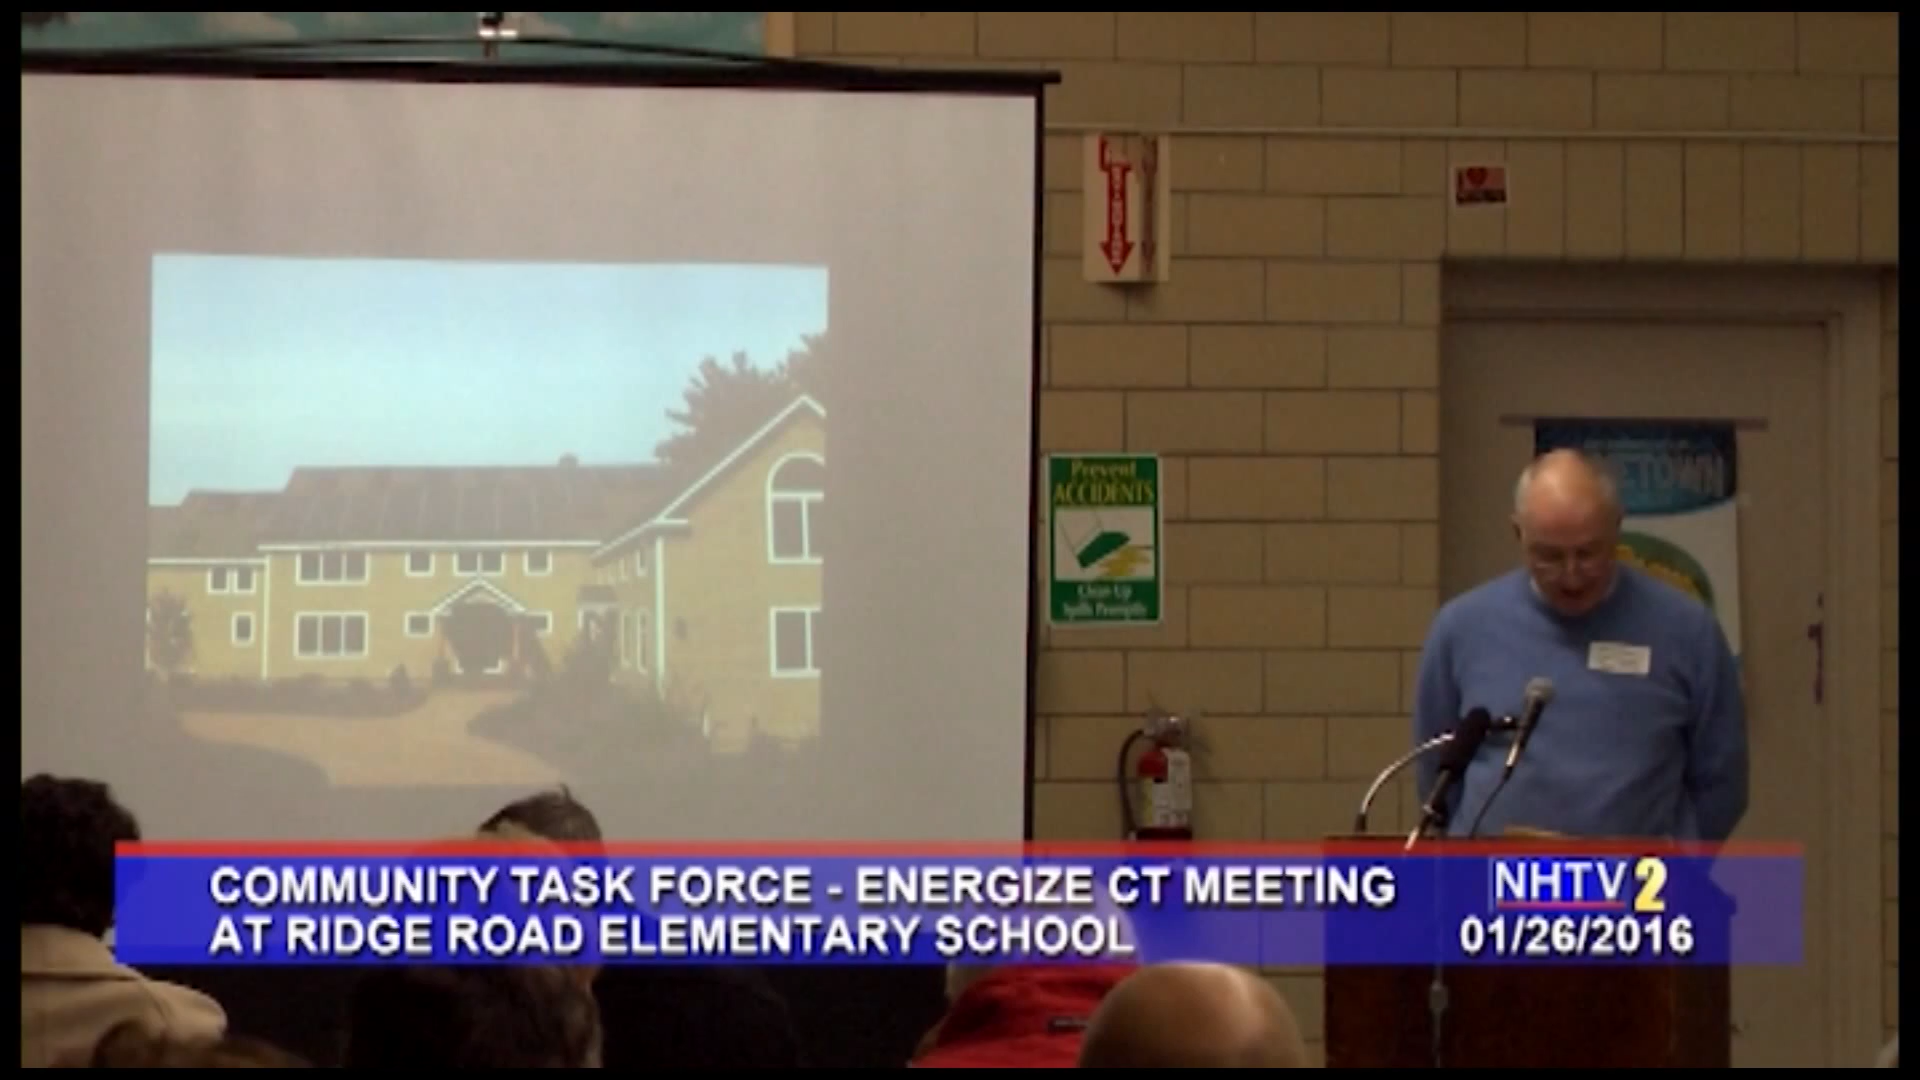 Prevent
ACCIDENTS
Clean-Up
Spills Promptly
COMMUNITY TASK FORCE - ENERGIZE CT MEETING
AT RIDGE ROAD ELEMENTARY SCHOOL
NHTV2
01/26/2016